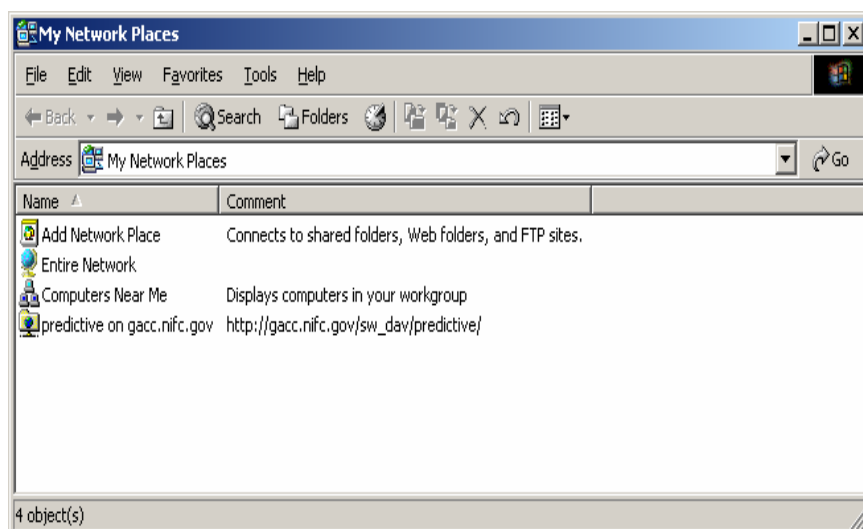 My Network Places
File Edit View Favorites Tools Help
Back Search Folders
Address My Network Places Go
Name Comment
Add Network Place Connects to shared folders, Web folders, and FTP sites.
Entire Network
Computers Near Me Displays computers in your workgroup
predictive on gacc.nifc.gov http://gacc.nifc.gov/sw_dav/predictive/
4 object(s)